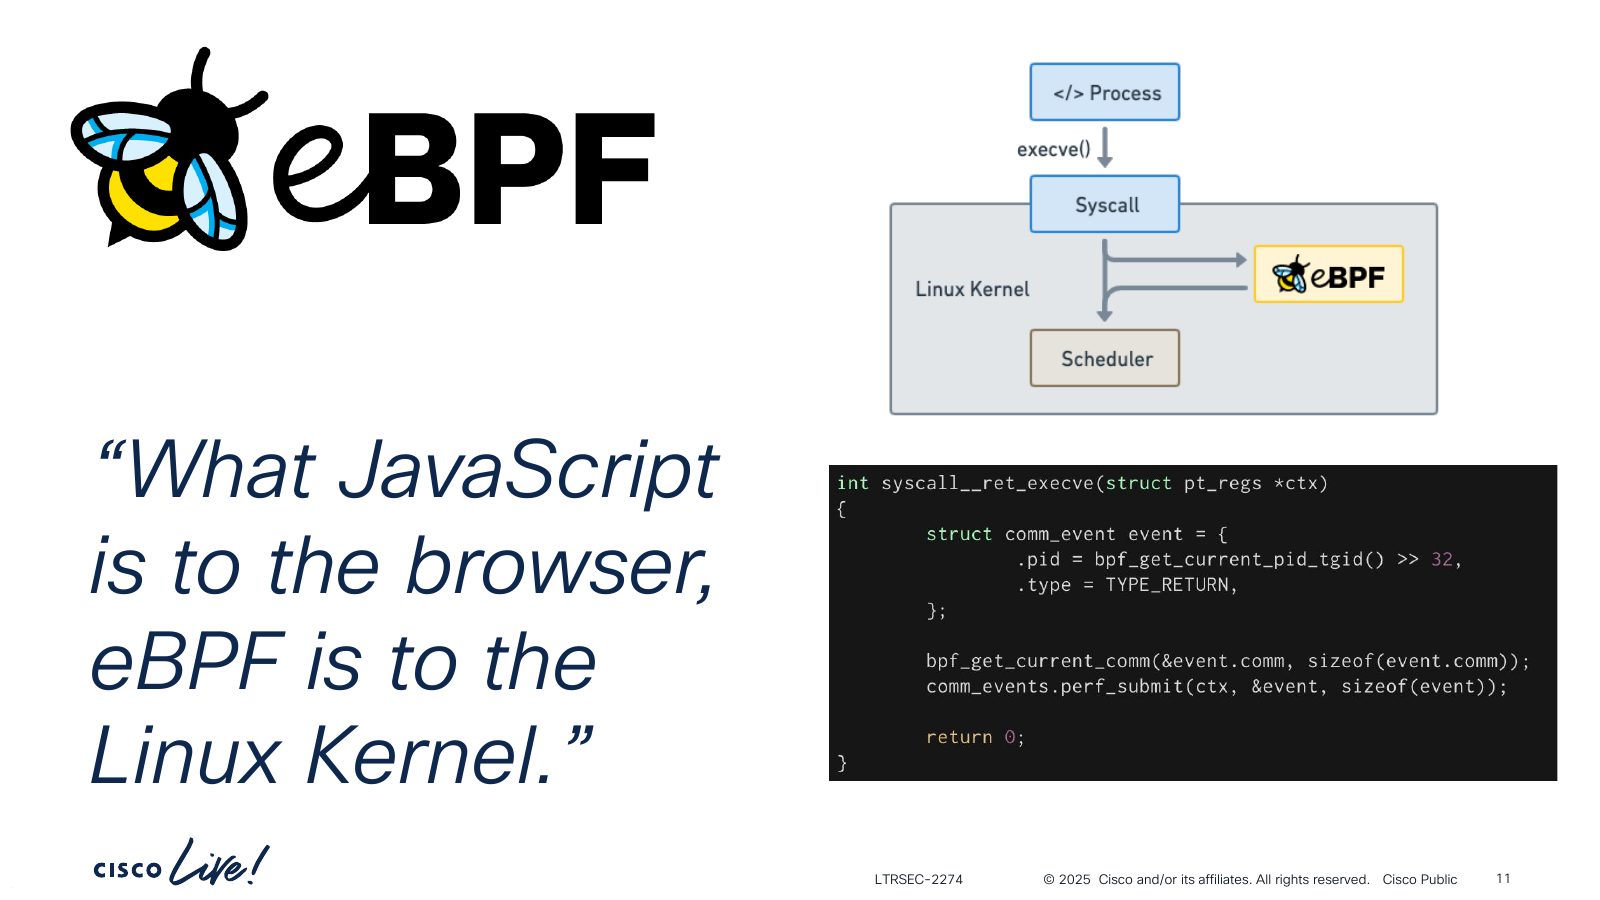 eBPF
“What JavaScript
is to the browser,
eBPF is to the
Linux Kernel.”
</> Process
execve()
Syscall
Linux Kernel
eBPF
Scheduler
int syscall__ret_execve(struct pt_regs *ctx)
{
        struct comm_event event = {
                .pid = bpf_get_current_pid_tgid() >> 32,
                .type = TYPE_RETURN,
        };

        bpf_get_current_comm(&event.comm, sizeof(event.comm));
        comm_events.perf_submit(ctx, &event, sizeof(event));

        return 0;
}
CISCO Live!
LTRSEC-2274
© 2025 Cisco and/or its affiliates. All rights reserved. Cisco Public
11